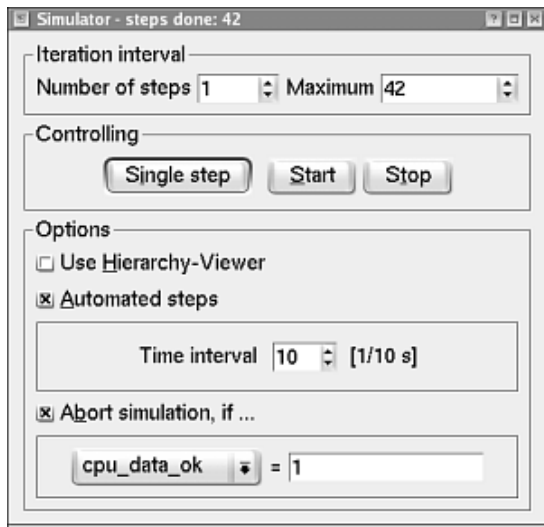 Simulator - steps done: 42
Iteration interval
Number of steps 1 Maximum 42
Controlling
Single step Start Stop
Options
Use Hierarchy-Viewer
Automated steps
Time interval 10 [1/10 s]
Abort simulation, if ...
cpu_data_ok = 1